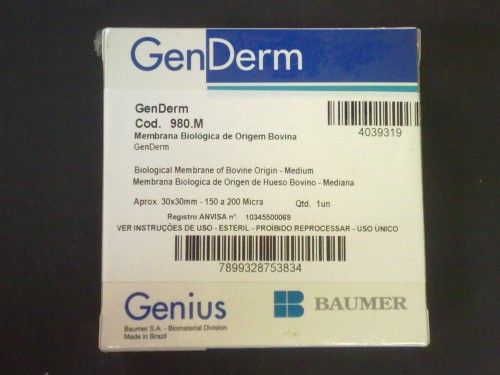 GenDerm
GenDerm
Cod. 980.M
4039319
Membrana Biológica de Origem Bovina
GenDerm
Biological Membrane of Bovine Origin - Medium
Membrana Biologica de Origen de Hueso Bovino - Mediana
Aprox. 30x30mm - 150 a 200 Micra Qtd. 1un
Registro ANVISA n° 10345500069
VER INSTRUÇÕES DE USO - ESTÉRIL - PROIBIDO REPROCESSAR - USO ÚNICO
7899328753834
Genius
B BAUMER
Baumer S.A. - Biomaterial Division
Made in Brazil